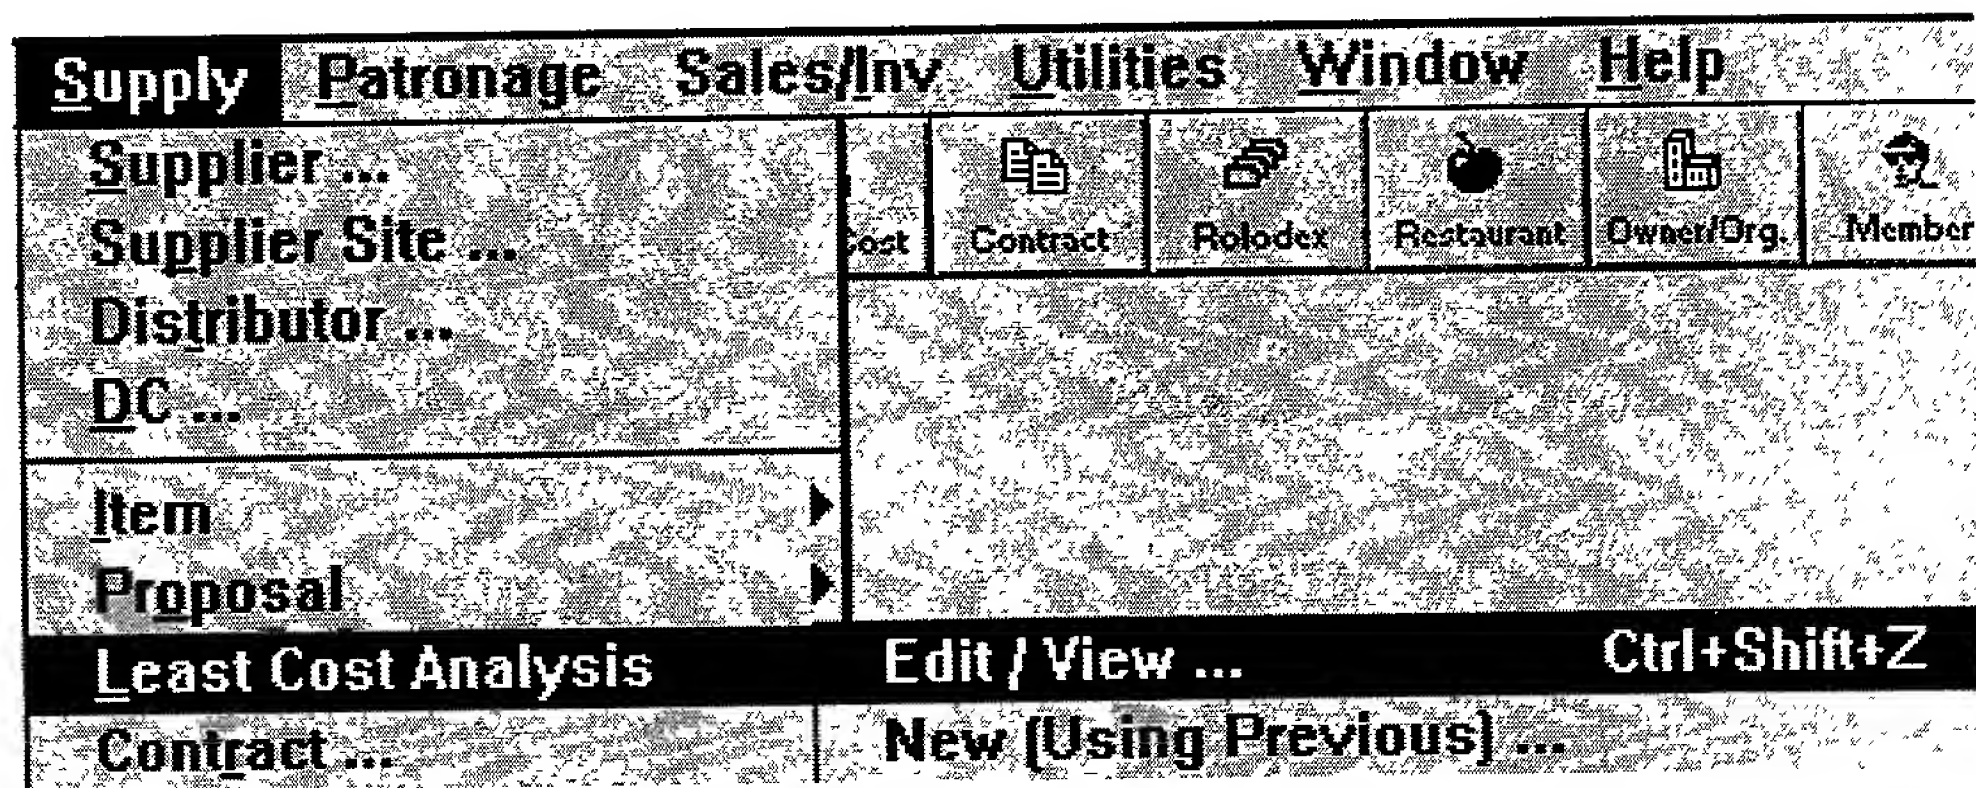 Supply Patronage Sales/Inv Utilities Window Help
Supplier ...
Cost Contract Rolodex Restaurant Owner/Org. Member
Supplier Site ...
Distributor ...
DC ...
Item
Proposal
Least Cost Analysis Edit / View ... Ctrl+Shift+Z
Contract ... New (Using Previous) ...